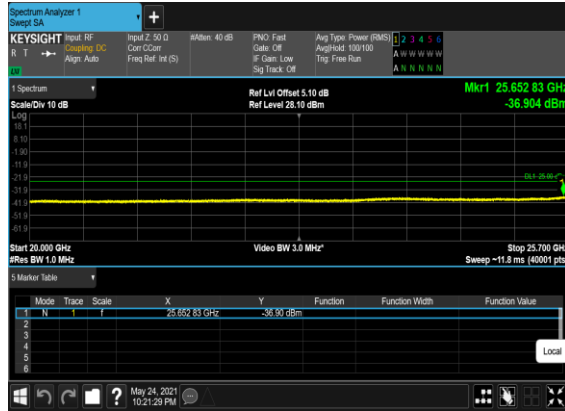 Spectrum Analyzer 1
Swept SA
+
KEYSIGHT Input: RF Input Z: 50 Ω #Atten: 40 dB PNO: Fast Avg Type: Power (RMS) 1 2 3 4 5 6
R T Coupling: DC Corr CCorr Gate: Off Avg|Hold: 100/100 A W W W W W
Align: Auto Freq Ref: Int (S) IF Gain: Low Trig: Free Run
LXI Sig Track: Off A N N N N N
1 Spectrum Ref Lvl Offset 5.10 dB Mkr1 25.652 83 GHz
Scale/Div 10 dB Ref Level 28.10 dBm -36.904 dBm
Log
18.1
8.10
-1.90
-11.9
-21.9 DL1 -25.00
-31.9
-41.9
-51.9
-61.9
Start 20.000 GHz Video BW 3.0 MHz* Stop 25.700 GHz
#Res BW 1.0 MHz Sweep ~11.8 ms (40001 pts
5 Marker Table
Mode Trace Scale X Y Function Function Width Function Value
1 N 1 f 25.652 83 GHz -36.90 dBm
2
3
4
5
6
Local
? May 24, 2021
10:21:29 PM